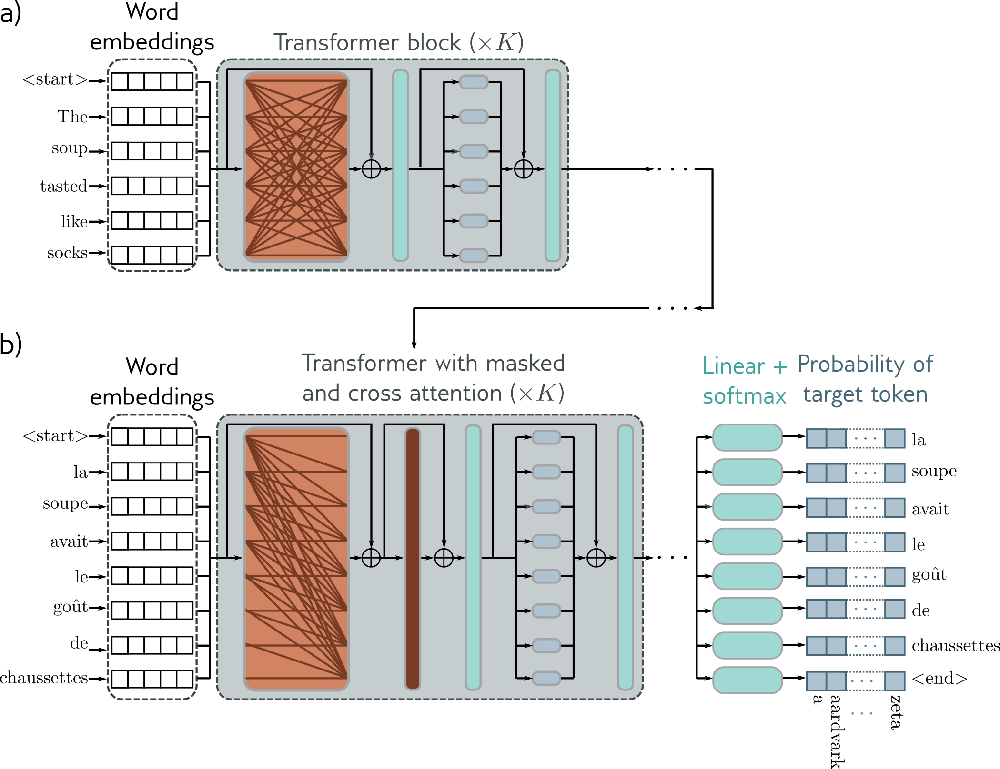 a)
Word
embeddings
Transformer block (×K)
<start>
The
soup
tasted
like
socks
. . .
. . .
b)
Word
embeddings
Transformer with masked
and cross attention (×K)
Linear +
softmax
Probability of
target token
<start>
la
soupe
avait
le
goût
de
chaussettes
. . .
la
soupe
avait
le
goût
de
chaussettes
<end>
a
aardvark
. . .
zeta